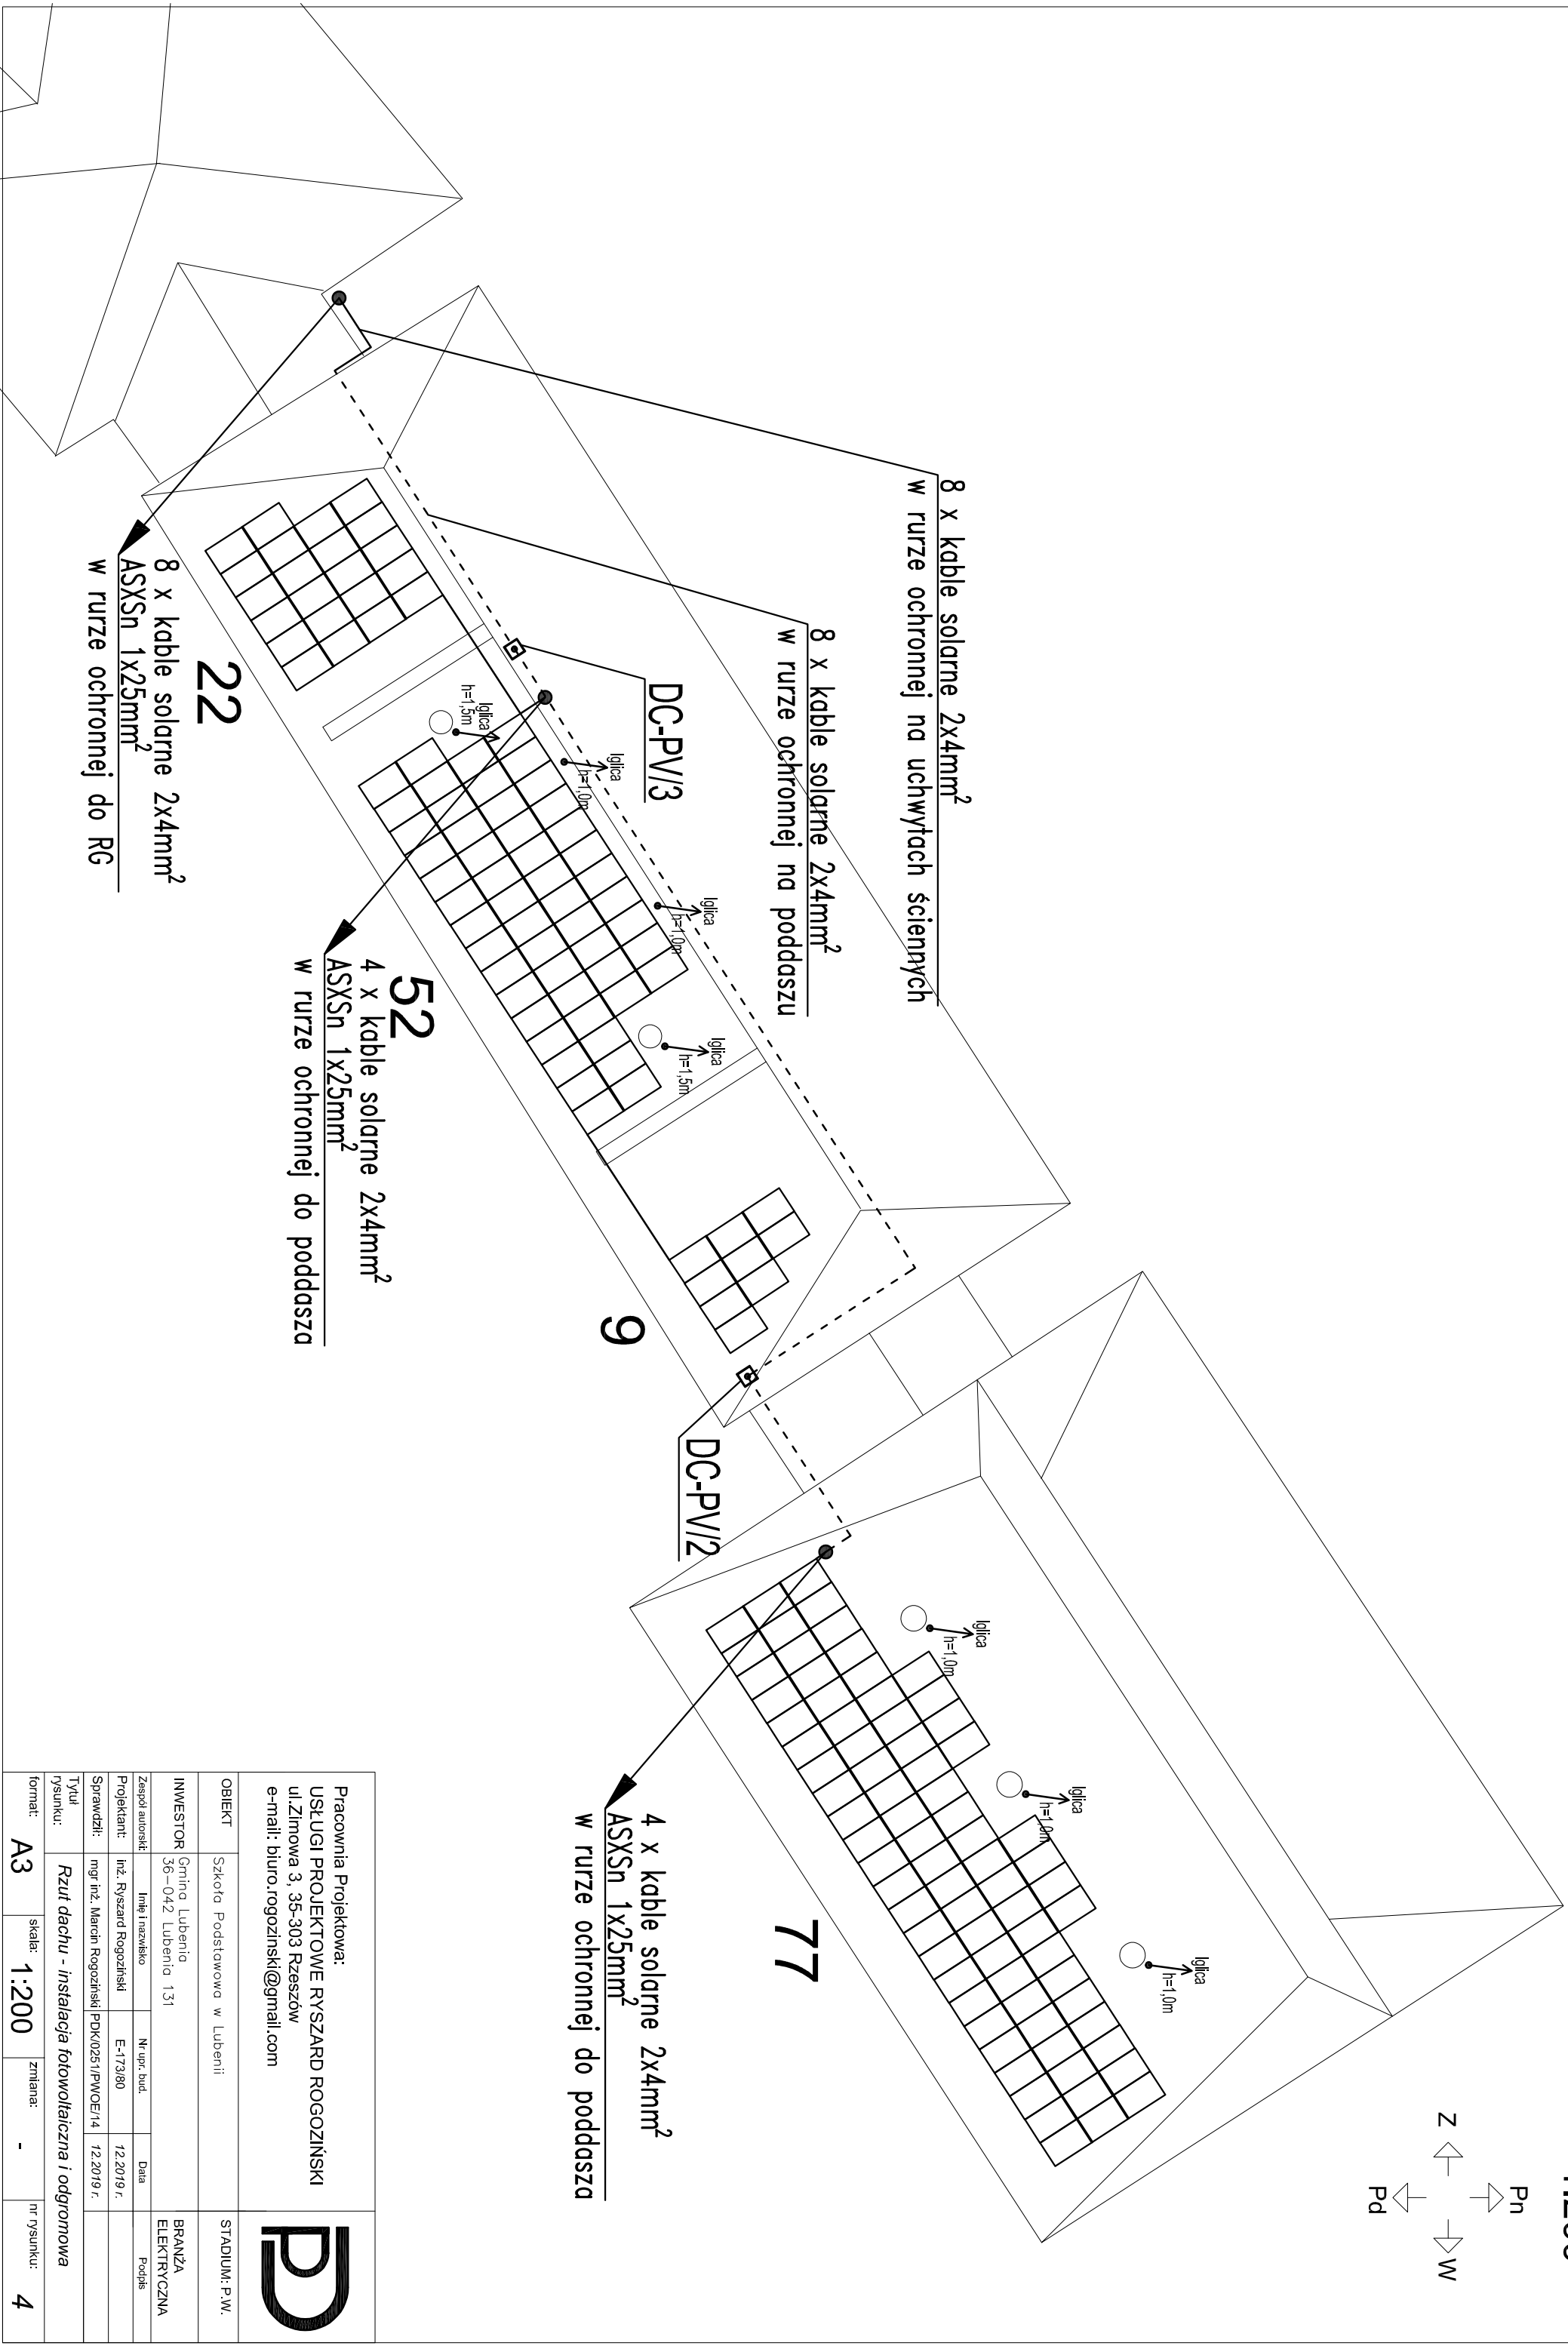 8 x kable solarne 2x4mm²
w rurze ochronnej na uchwytach ściennych
8 x kable solarne 2x4mm²
w rurze ochronnej na poddaszu
DC-PV/3
Iglica
h=1,5m
Iglica
h=1,0m
Iglica
h=1,0m
Iglica
h=1,5m
22
8 x kable solarne 2x4mm²
ASXSn 1x25mm²
w rurze ochronnej do RG
52
4 x kable solarne 2x4mm²
ASXSn 1x25mm²
w rurze ochronnej do poddasza
9
DC-PV/2
Iglica
h=1,0m
Iglica
h=1,0m
Iglica
h=1,0m
77
4 x kable solarne 2x4mm²
ASXSn 1x25mm²
w rurze ochronnej do poddasza
Pn
Z
W
Pd
Pracownia Projektowa:
USŁUGI PROJEKTOWE RYSZARD ROGOZIŃSKI
ul.Zimowa 3, 35-303 Rzeszów
e-mail: biuro.rogozinski@gmail.com
OBIEKT Szkoła Podstawowa w Lubenii STADIUM: P.W.
INWESTOR Gmina Lubenia
36-042 Lubenia 131
BRANŻA
ELEKTRYCZNA
Zespół autorski: Imię i nazwisko Nr upr. bud. Data Podpis
Projektant: inż. Ryszard Rogoziński E-173/80 12.2019 r.
Sprawdził: mgr inż. Marcin Rogoziński PDK/0251/PWOE/14 12.2019 r.
Tytuł
rysunku: Rzut dachu - instalacja fotowoltaiczna i odgromowa
format: A3 skala: 1:200 zmiana: - nr rysunku: 4